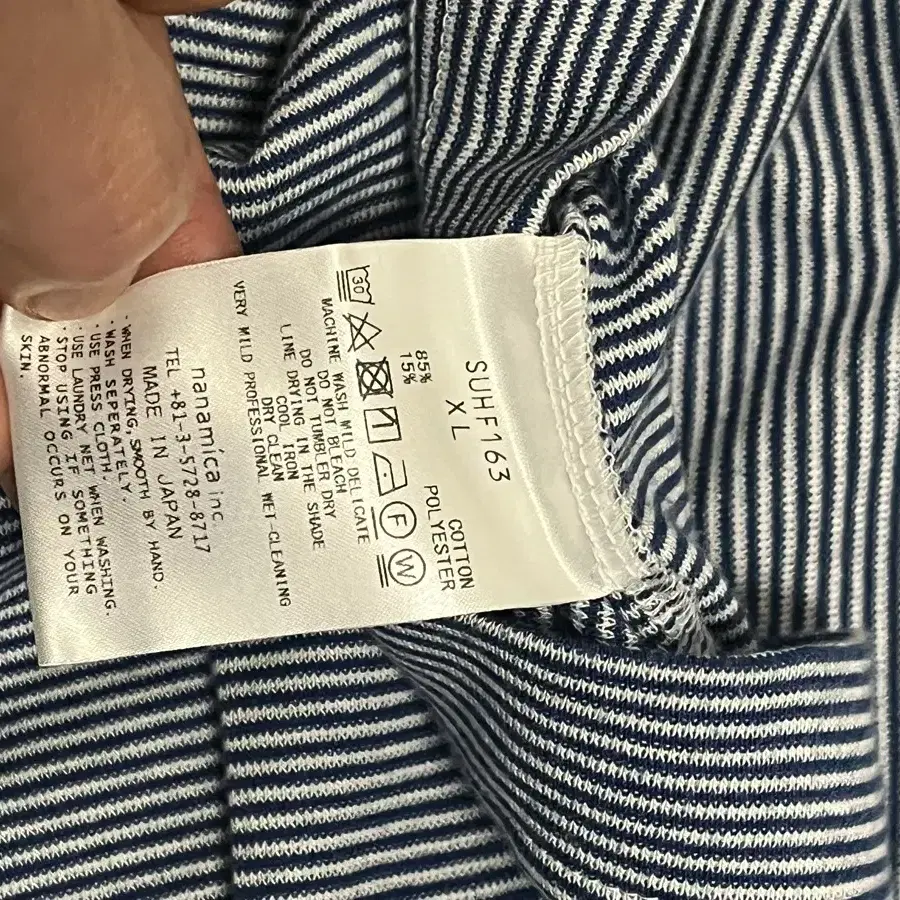 SUHF163
XL
85% COTTON
15% POLYESTER
30
F
W
MACHINE WASH MILD DELICATE
DO NOT BLEACH
DO NOT TUMBLER DRY
LINE DRYING IN THE SHADE
COOL IRON
DRY CLEAN
VERY MILD PROFESSIONAL WET-CLEANING
nanamica inc.
TEL +81-3-5728-8717
MADE IN JAPAN
・WHEN DRYING, SMOOTH BY HAND.
・WASH SEPERATELY.
・USE PRESS CLOTH.
・USE LAUNDRY NET WHEN WASHING.
・STOP USING IF SOMETHING
ABNORMAL OCCURS ON YOUR
SKIN.